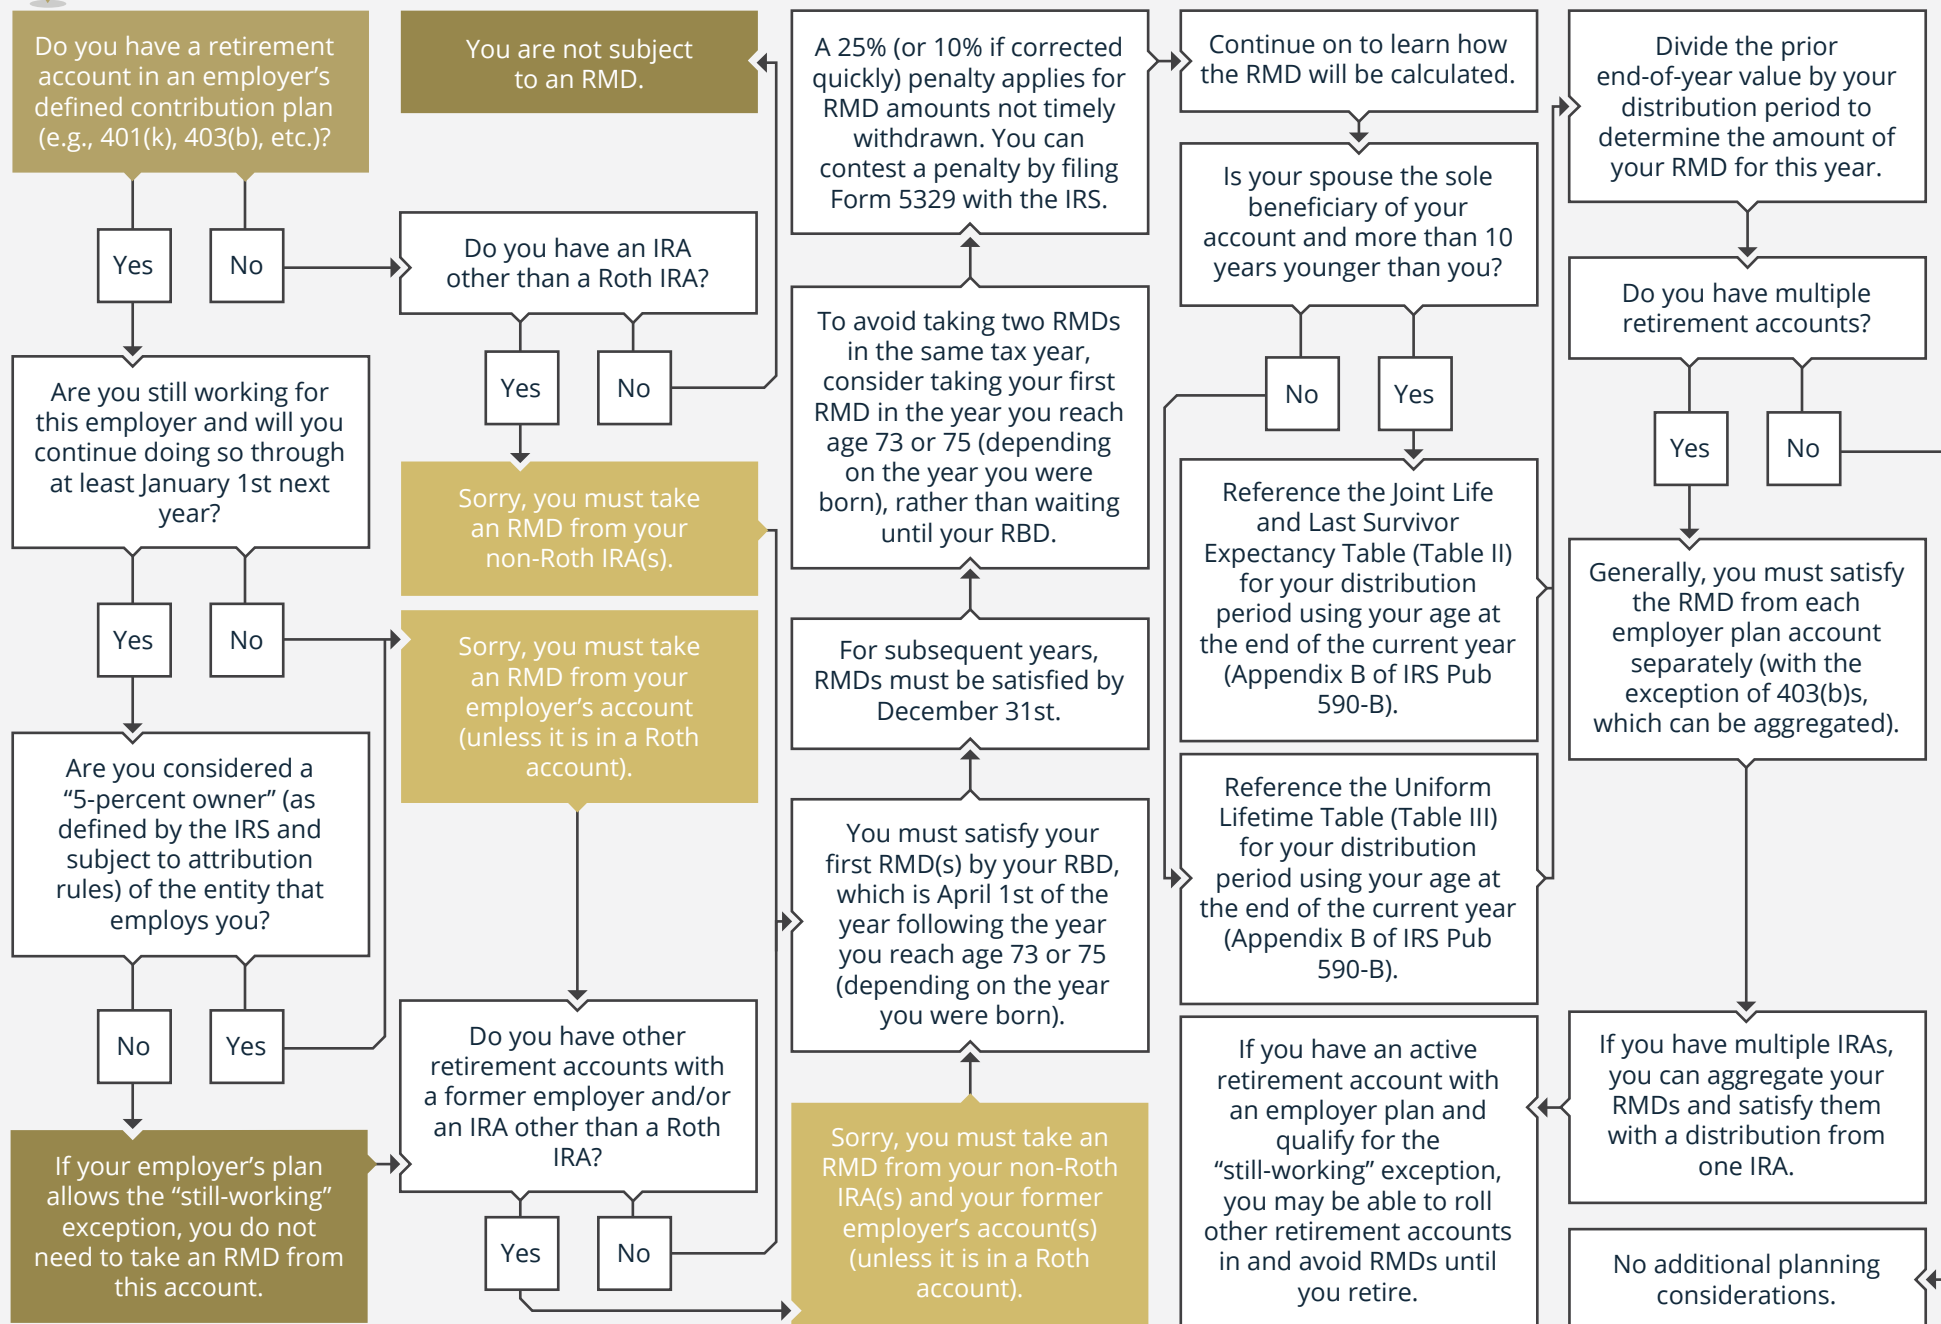 Do you have a retirement
account in an employer’s
defined contribution plan
(e.g., 401(k), 403(b), etc.)?
Yes
No
Are you still working for
this employer and will you
continue doing so through
at least January 1st next
year?
Yes
No
Are you considered a
“5-percent owner” (as
defined by the IRS and
subject to attribution
rules) of the entity that
employs you?
No
Yes
If your employer’s plan
allows the “still-working”
exception, you do not
need to take an RMD from
this account.
You are not subject
to an RMD.
Do you have an IRA
other than a Roth IRA?
Yes
No
Sorry, you must take
an RMD from your
non-Roth IRA(s).
Sorry, you must take
an RMD from your
employer’s account
(unless it is in a Roth
account).
Do you have other
retirement accounts with
a former employer and/or
an IRA other than a Roth
IRA?
Yes
No
A 25% (or 10% if corrected
quickly) penalty applies for
RMD amounts not timely
withdrawn. You can
contest a penalty by filing
Form 5329 with the IRS.
To avoid taking two RMDs
in the same tax year,
consider taking your first
RMD in the year you reach
age 73 or 75 (depending
on the year you were
born), rather than waiting
until your RBD.
For subsequent years,
RMDs must be satisfied by
December 31st.
You must satisfy your
first RMD(s) by your RBD,
which is April 1st of the
year following the year
you reach age 73 or 75
(depending on the year
you were born).
Sorry, you must take an
RMD from your non-Roth
IRA(s) and your former
employer’s account(s)
(unless it is in a Roth
account).
Continue on to learn how
the RMD will be calculated.
Is your spouse the sole
beneficiary of your
account and more than 10
years younger than you?
No
Yes
Reference the Joint Life
and Last Survivor
Expectancy Table (Table II)
for your distribution
period using your age at
the end of the current year
(Appendix B of IRS Pub
590-B).
Reference the Uniform
Lifetime Table (Table III)
for your distribution
period using your age at
the end of the current year
(Appendix B of IRS Pub
590-B).
If you have an active
retirement account with
an employer plan and
qualify for the
“still-working” exception,
you may be able to roll
other retirement accounts
in and avoid RMDs until
you retire.
Divide the prior
end-of-year value by your
distribution period to
determine the amount of
your RMD for this year.
Do you have multiple
retirement accounts?
Yes
No
Generally, you must satisfy
the RMD from each
employer plan account
separately (with the
exception of 403(b)s,
which can be aggregated).
If you have multiple IRAs,
you can aggregate your
RMDs and satisfy them
with a distribution from
one IRA.
No additional planning
considerations.